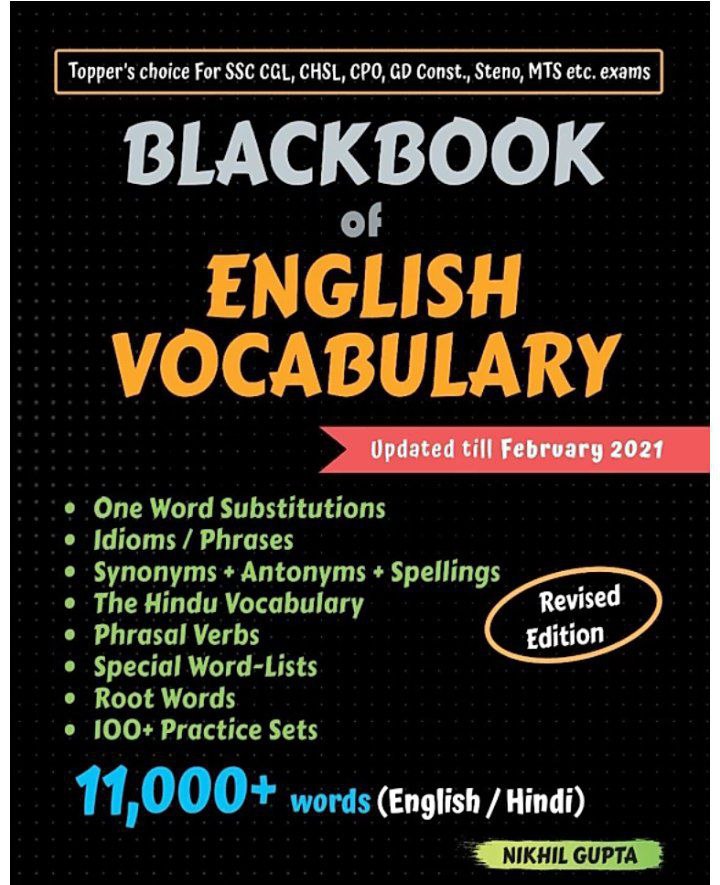 Topper's choice For SSC CGL, CHSL, CPO, GD Const., Steno, MTS etc. exams
BLACKBOOK
of
ENGLISH
VOCABULARY
Updated till February 2021
• One Word Substitutions
• Idioms / Phrases
• Synonyms + Antonyms + Spellings
• The Hindu Vocabulary
• Phrasal Verbs
• Special Word-Lists
• Root Words
• 100+ Practice Sets
Revised
Edition
11,000+ words (English / Hindi)
NIKHIL GUPTA